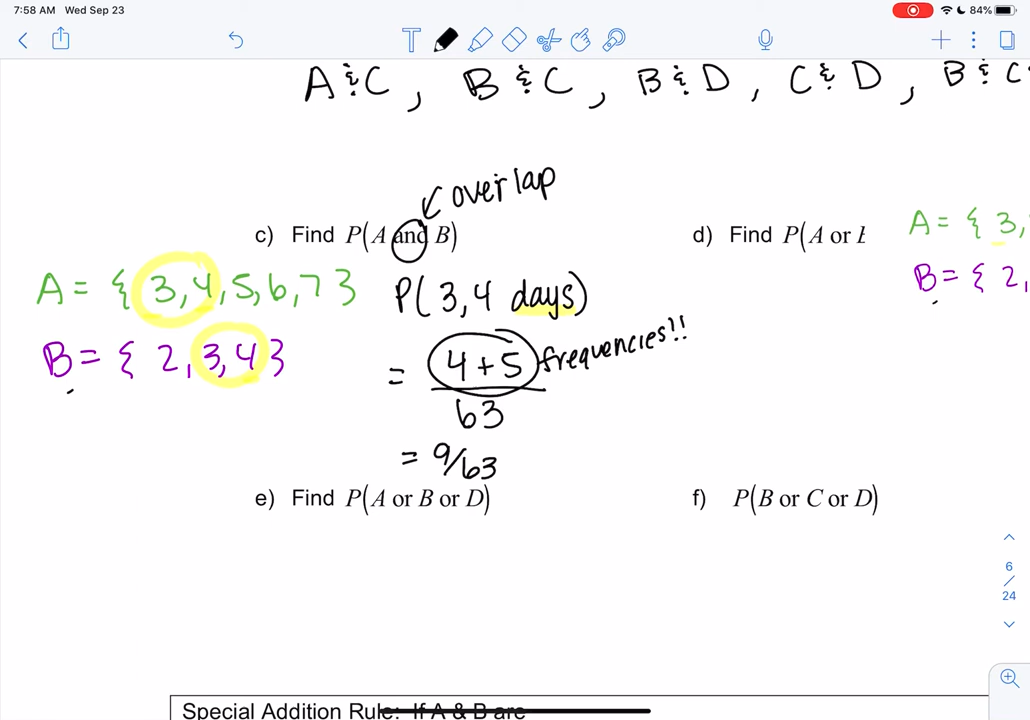 7:58 AM Wed Sep 23
84%
T
A & C , B & C , B & D , C & D , B & C
overlap
c) Find P(A and B)
d) Find P(A or B
A = { 3,
B = { 2,
A = { 3, 4, 5, 6, 7 }
P( 3, 4 days)
B = { 2, 3, 4 }
= 4 + 5 frequencies!!
63
= 9/63
e) Find P(A or B or D)
f) P(B or C or D)
6
/
24
Special Addition Rule: If A & B are